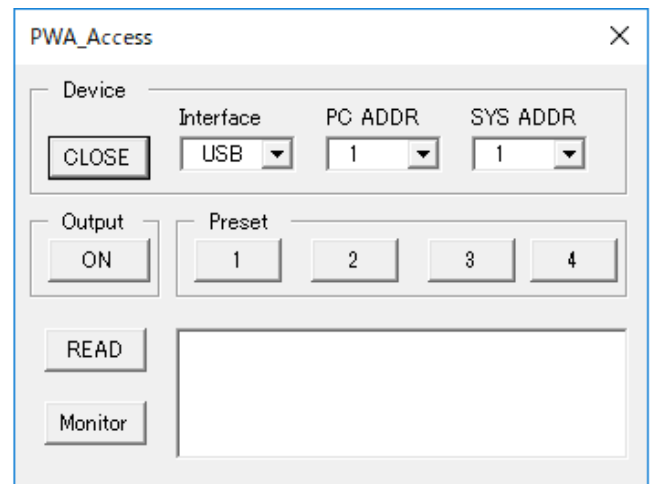 PWA_Access
Device
Interface PC ADDR SYS ADDR
CLOSE USB 1 1
Output Preset
ON 1 2 3 4
READ
Monitor